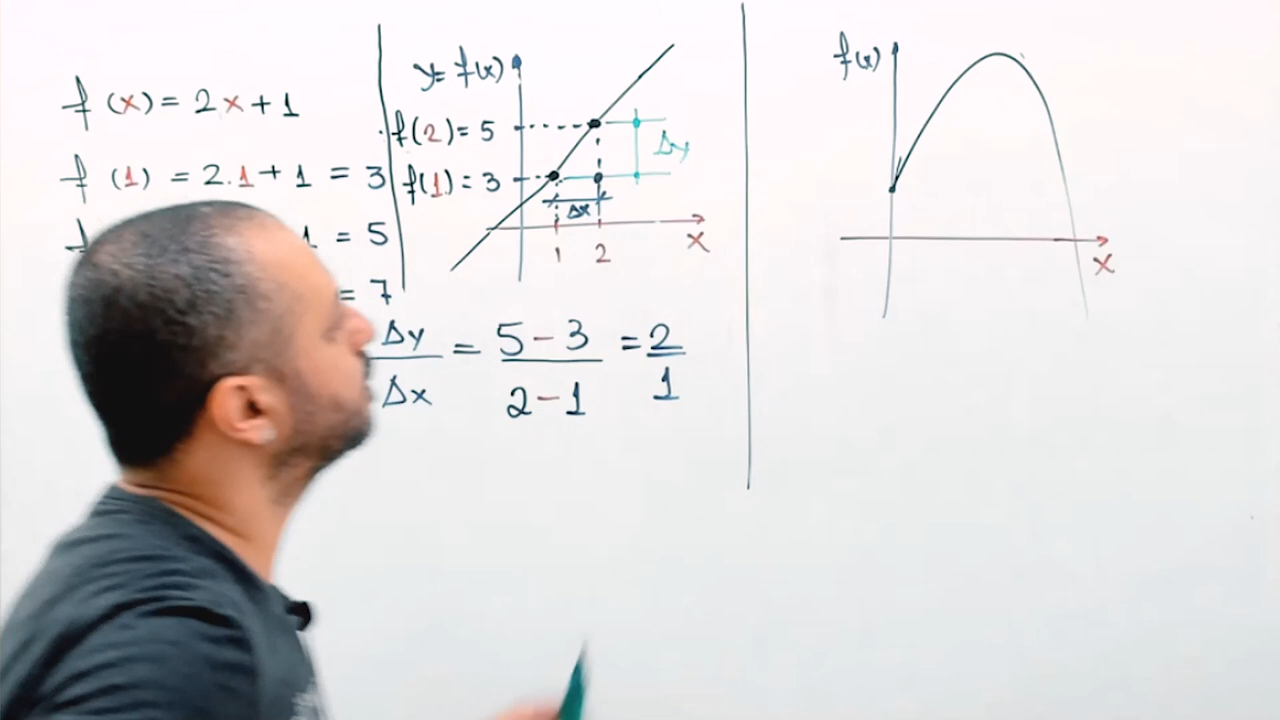 f(x) = 2x + 1
f(1) = 2.1 + 1 = 3
f 1 = 5
= 7
y = f(x)
f(2) = 5
f(1) = 3
Δy
Δx
1 2
x
Δy/Δx = 5 - 3/2 - 1 = 2/1
f(x)
x